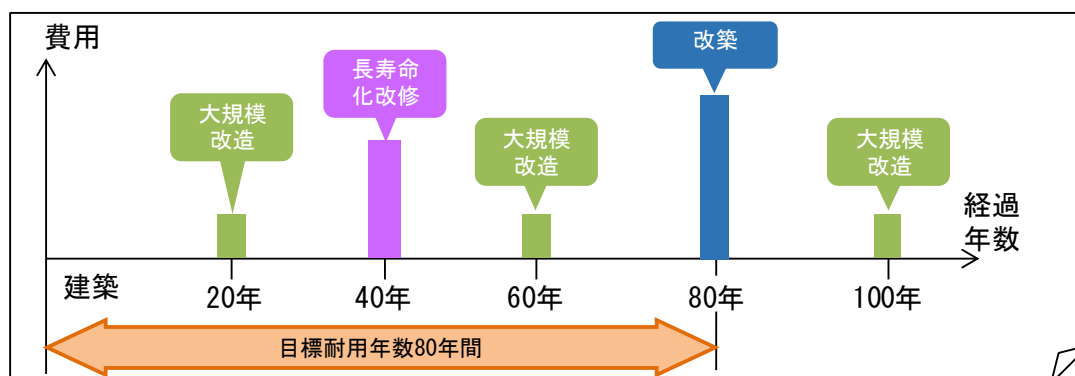 費用
大規模
改造
長寿命
化改修
大規模
改造
改築
大規模
改造
経過
年数
建築
20年
40年
60年
80年
100年
目標耐用年数80年間